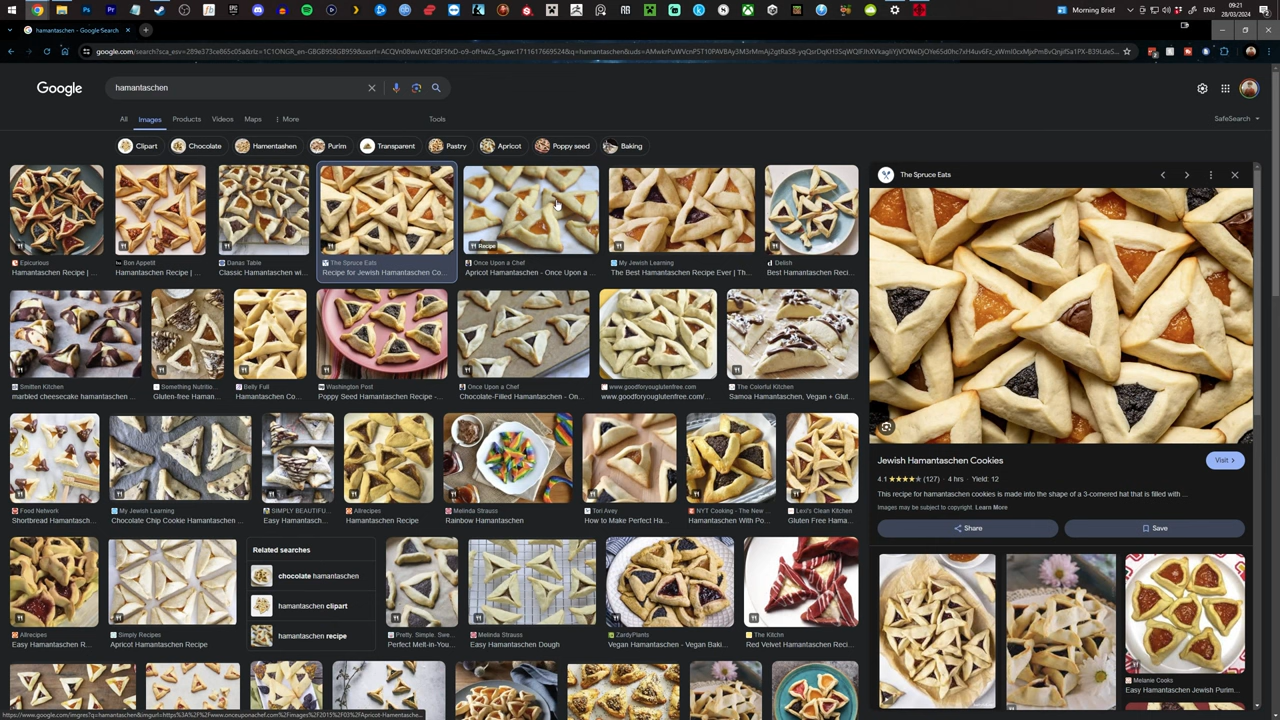 09:21
ENG
28/03/2024
Morning Brief
hamantaschen - Google Search
Google
hamantaschen
All
Images
Products
Videos
Maps
More
Tools
SafeSearch
Clipart
Chocolate
Hamentashen
Purim
Transparent
Pastry
Apricot
Poppy seed
Baking
The Spruce Eats
Recipe
Epicurious
Hamantaschen Recipe | ...
Bon Appetit
Hamantaschen Recipe | ...
Danas Table
Classic Hamantaschen wi...
The Spruce Eats
Recipe for Jewish Hamantaschen Co...
Once Upon a Chef
Apricot Hamantaschen - Once Upon a ...
My Jewish Learning
The Best Hamantaschen Recipe Ever | Th...
Delish
Best Hamantaschen Reci...
Smitten Kitchen
marbled cheesecake hamantaschen ...
Something Nutritio...
Gluten-free Haman...
Belly Full
Hamantaschen Co...
Washington Post
Poppy Seed Hamantaschen Recipe -...
Once Upon a Chef
Chocolate-Filled Hamantaschen - On...
www.goodforyouglutenfree.com
www.goodforyouglutenfree.com/...
The Colorful Kitchen
Samoa Hamantaschen, Vegan + Glut...
Jewish Hamantaschen Cookies
Visit
4.1 ★★★★★ (127) · 4 hrs · Yield: 12
This recipe for hamantaschen cookies is made into the shape of a 3-cornered hat that is filled with ...
Images may be subject to copyright. Learn More
Share
Save
Food Network
Shortbread Hamantasch...
My Jewish Learning
Chocolate Chip Cookie Hamantaschen ...
SIMPLY BEAUTIFU...
Easy Hamantasch...
Allrecipes
Hamantaschen Recipe
Melinda Strauss
Rainbow Hamantaschen
Tori Avey
How to Make Perfect Ha...
NYT Cooking - The New ...
Hamantaschen With Po...
Lexi's Clean Kitchen
Gluten Free Hama...
Related searches
chocolate hamantaschen
hamantaschen clipart
hamantaschen recipe
Allrecipes
Easy Hamantaschen R...
Simply Recipes
Apricot Hamantaschen Recipe
Pretty. Simple. Swe...
Perfect Melt-in-You...
Melinda Strauss
Easy Hamantaschen Dough
ZardyPlants
Vegan Hamantaschen - Vegan Baki...
The Kitchn
Red Velvet Hamantaschen Reci...
Melanie Cooks
Easy Hamantaschen Jewish Purim...